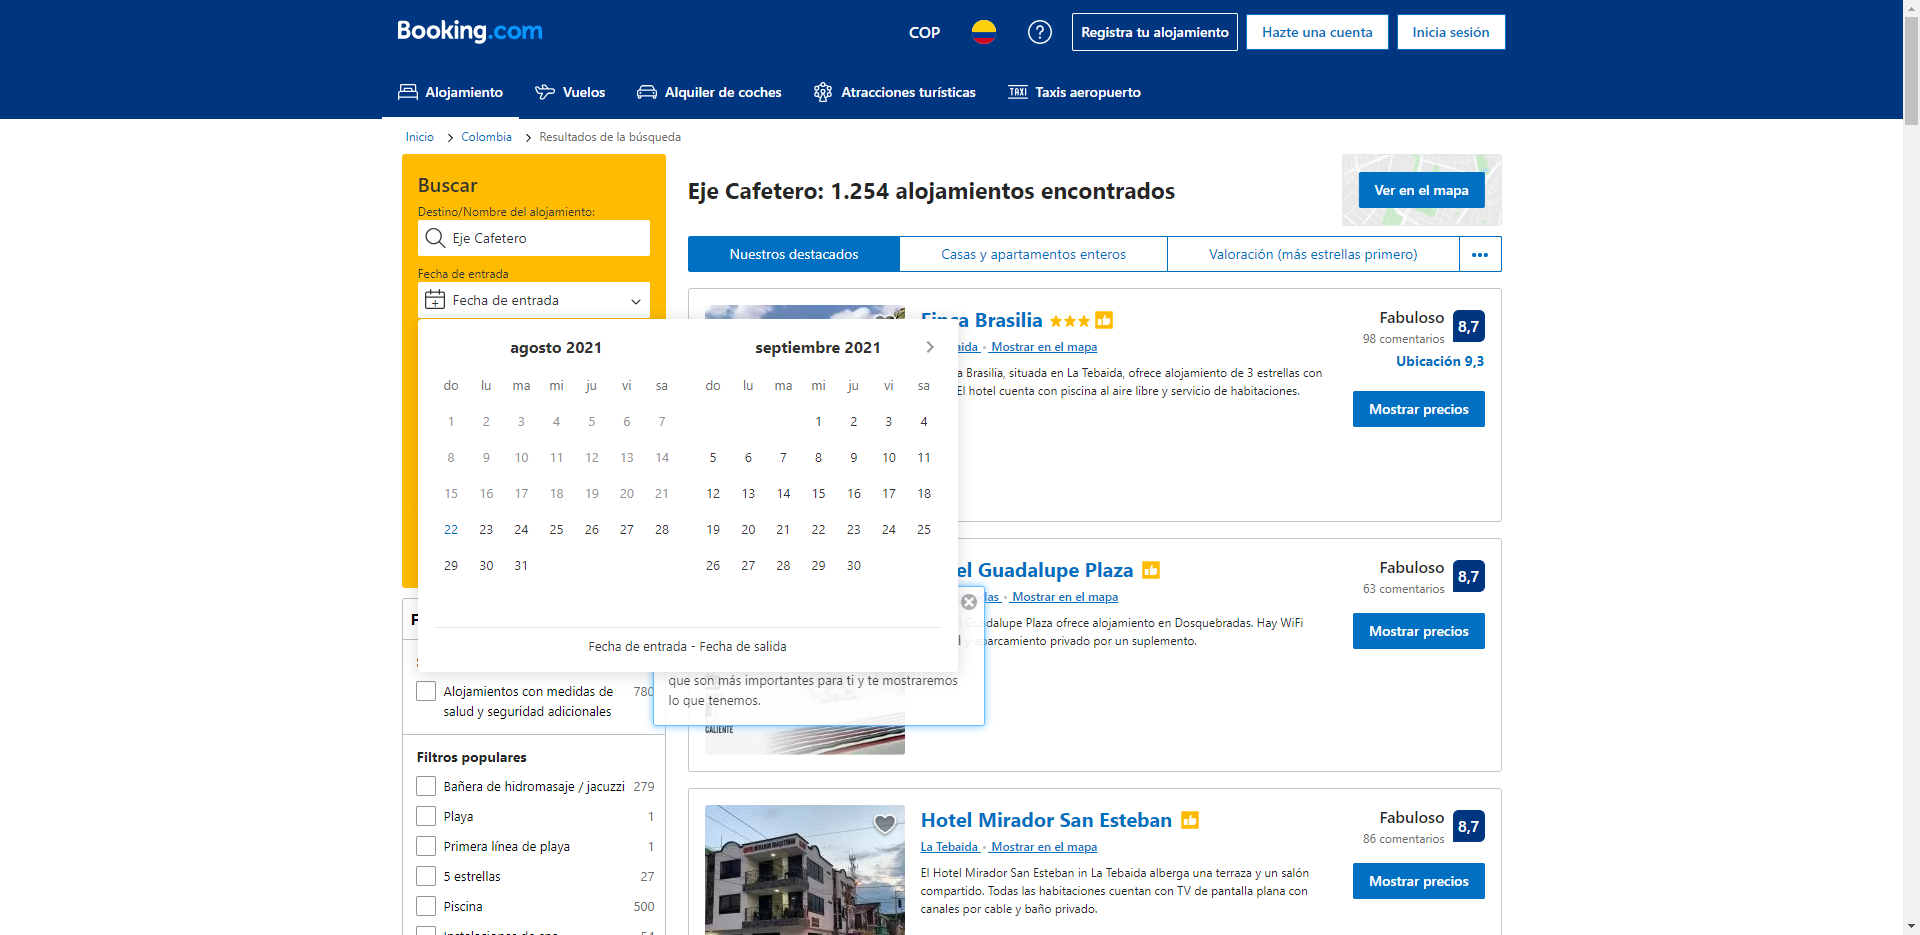 Booking.com
COP
Registra tu alojamiento
Hazte una cuenta
Inicia sesión
Alojamiento
Vuelos
Alquiler de coches
Atracciones turísticas
TAXI Taxis aeropuerto
Inicio
Colombia
Resultados de la búsqueda
Buscar
Destino/Nombre del alojamiento:
Eje Cafetero
Fecha de entrada
Fecha de entrada
agosto 2021
do lu ma mi ju vi sa
1 2 3 4 5 6 7
8 9 10 11 12 13 14
15 16 17 18 19 20 21
22 23 24 25 26 27 28
29 30 31
septiembre 2021
do lu ma mi ju vi sa
1 2 3 4
5 6 7 8 9 10 11
12 13 14 15 16 17 18
19 20 21 22 23 24 25
26 27 28 29 30
Fecha de entrada - Fecha de salida
que son más importantes para ti y te mostraremos
lo que tenemos.
Alojamientos con medidas de
salud y seguridad adicionales
780
Filtros populares
Bañera de hidromasaje / jacuzzi 279
Playa 1
Primera línea de playa 1
5 estrellas 27
Piscina 500
Eje Cafetero: 1.254 alojamientos encontrados
Ver en el mapa
Nuestros destacados
Casas y apartamentos enteros
Valoración (más estrellas primero)
Finca Brasilia
Mostrar en el mapa
Brasilia, situada en La Tebaida, ofrece alojamiento de 3 estrellas con
El hotel cuenta con piscina al aire libre y servicio de habitaciones.
Fabuloso
98 comentarios
8,7
Ubicación 9,3
Mostrar precios
Guadalupe Plaza
Mostrar en el mapa
Guadalupe Plaza ofrece alojamiento en Dosquebradas. Hay WiFi
y aparcamiento privado por un suplemento.
CALIENTE
Fabuloso
63 comentarios
8,7
Mostrar precios
MIRADOR SAN ESTEBAN
Hotel Mirador San Esteban
La Tebaida
Mostrar en el mapa
El Hotel Mirador San Esteban in La Tebaida alberga una terraza y un salón
compartido. Todas las habitaciones cuentan con TV de pantalla plana con
canales por cable y baño privado.
Fabuloso
86 comentarios
8,7
Mostrar precios